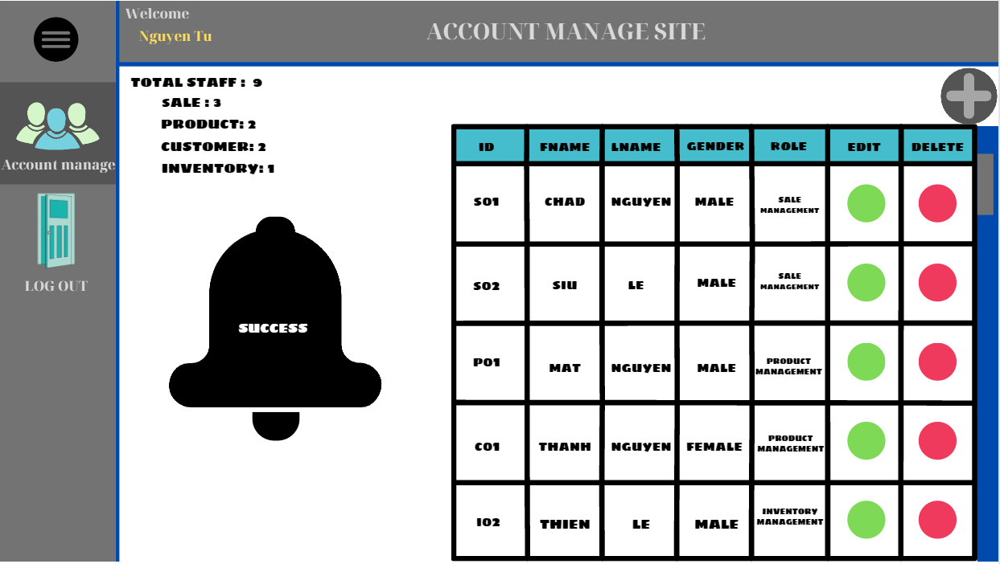 Welcome
Nguyen Tu
ACCOUNT MANAGE SITE
Account manage
LOG OUT
TOTAL STAFF : 9
SALE : 3
PRODUCT: 2
CUSTOMER: 2
INVENTORY: 1
SUCCESS
ID FNAME LNAME GENDER ROLE EDIT DELETE
S01 CHAD NGUYEN MALE SALE MANAGEMENT
S02 SIU LE MALE SALE MANAGEMENT
P01 MAT NGUYEN MALE PRODUCT MANAGEMENT
C01 THANH NGUYEN FEMALE PRODUCT MANAGEMENT
I02 THIEN LE MALE INVENTORY MANAGEMENT